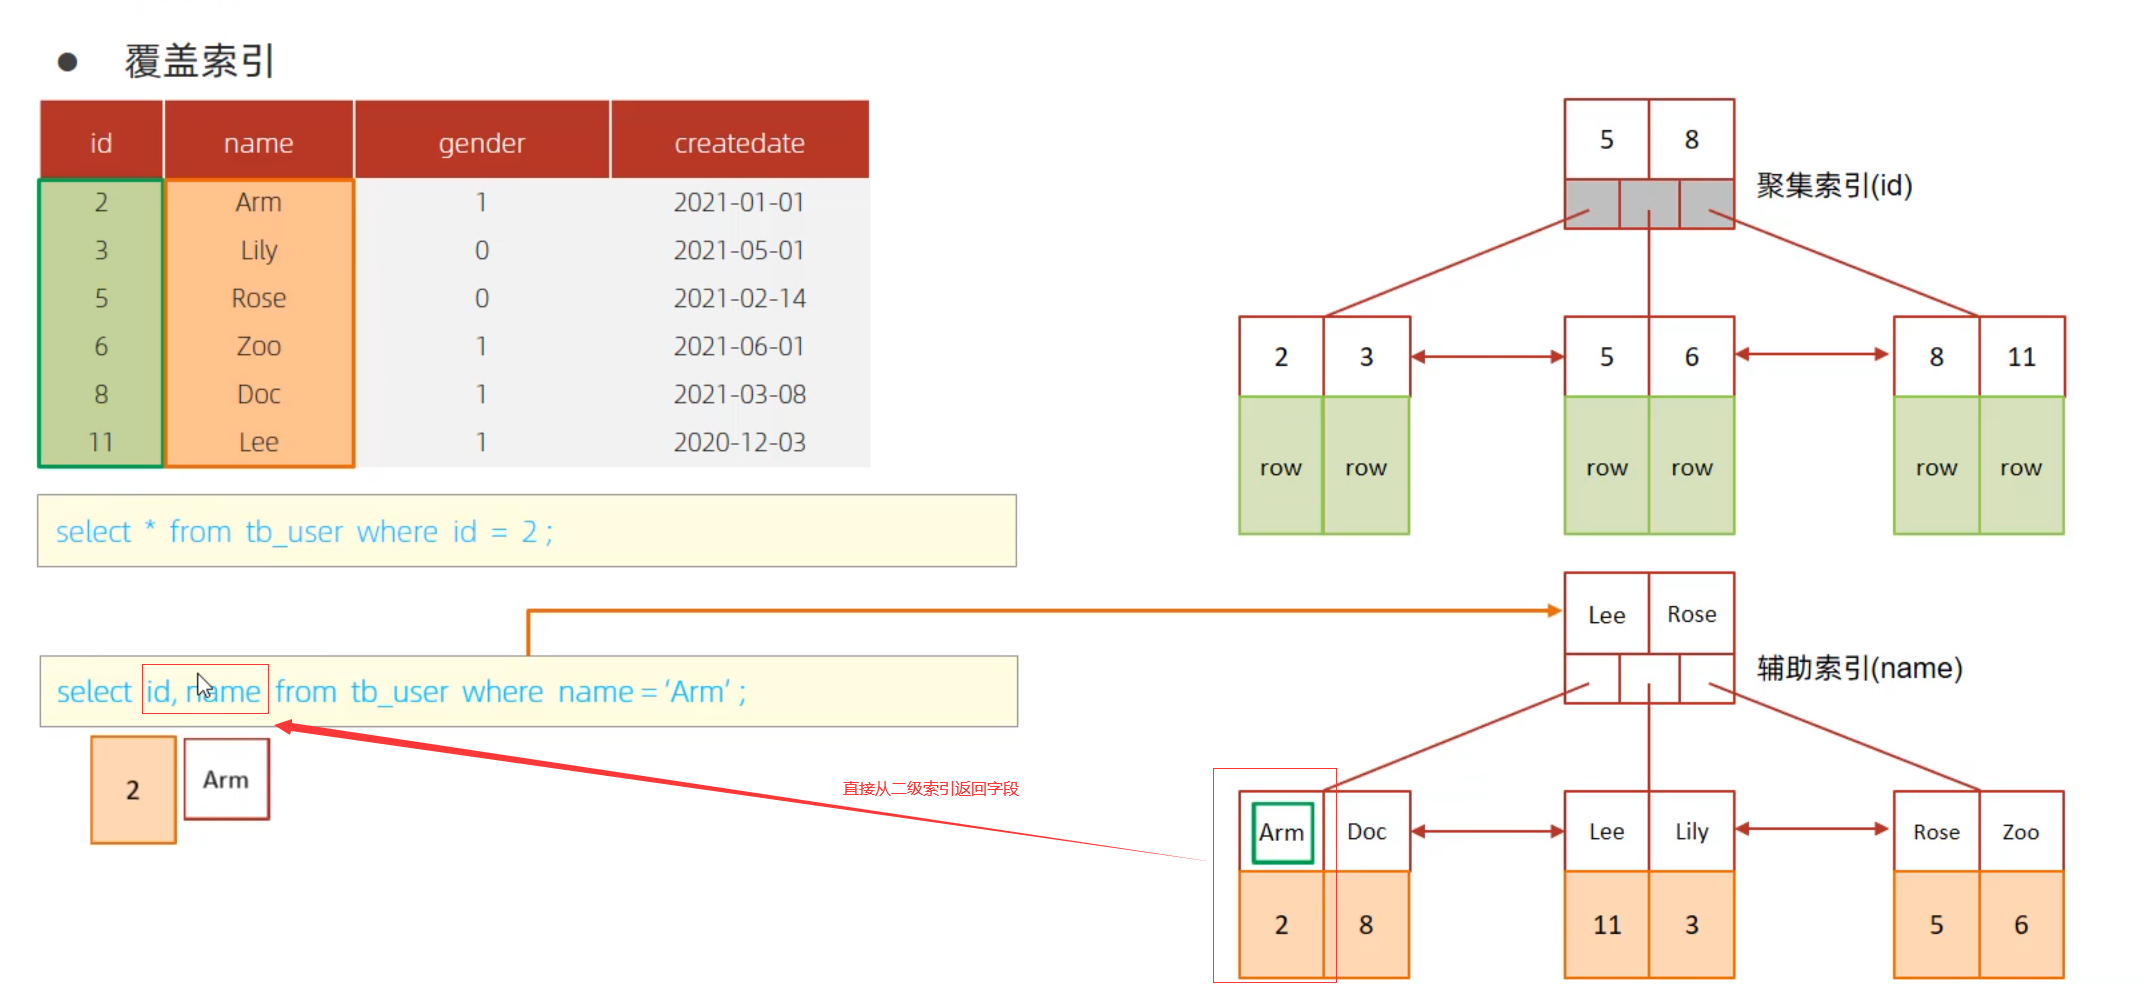 ● 覆盖索引
id name gender createdate
2 Arm 1 2021-01-01
3 Lily 0 2021-05-01
5 Rose 0 2021-02-14
6 Zoo 1 2021-06-01
8 Doc 1 2021-03-08
11 Lee 1 2020-12-03
select * from tb_user where id = 2 ;
select id, name from tb_user where name = ‘Arm’ ;
2 Arm
直接从二级索引返回字段
5 8
聚集索引(id)
2 3 5 6 8 11
row row row row row row
Lee Rose
辅助索引(name)
Arm Doc Lee Lily Rose Zoo
2 8 11 3 5 6